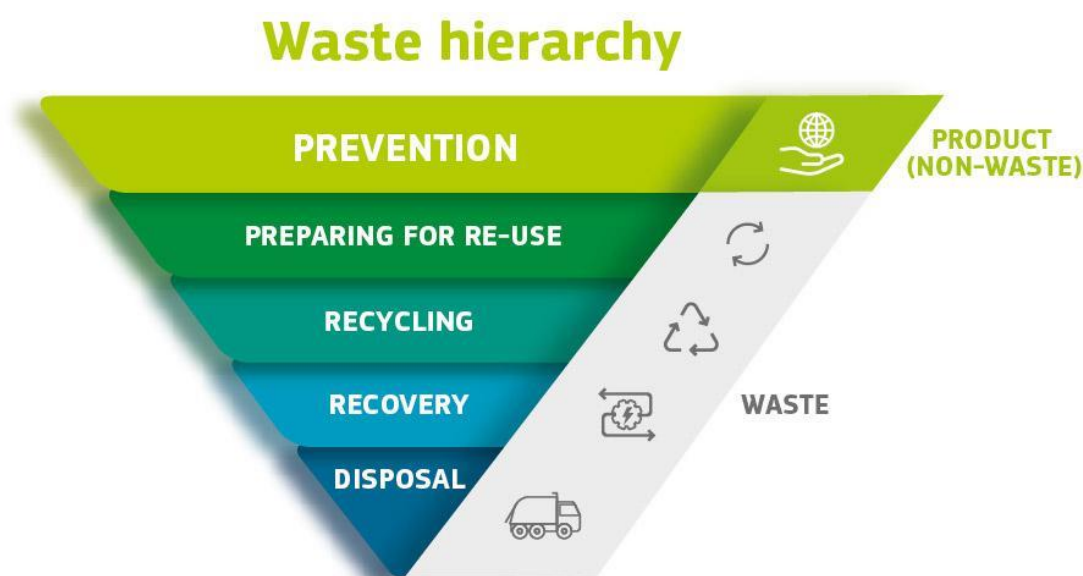 Waste hierarchy
PREVENTION
PRODUCT
(NON-WASTE)
PREPARING FOR RE-USE
RECYCLING
RECOVERY
WASTE
DISPOSAL